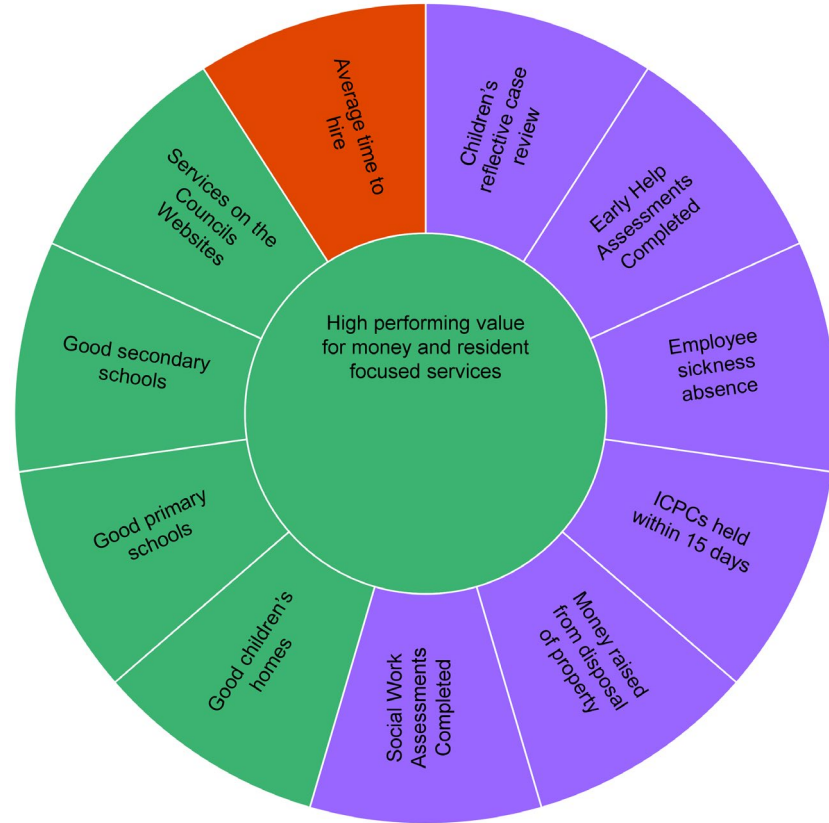 High performing value
for money and resident
focused services
Children's
reflective case
review
Early Help
Assessments
Completed
Employee
sickness
absence
ICPCs held
within 15 days
Money raised
from disposal
of property
Social Work
Assessments
Completed
Good children's
homes
Good primary
schools
Good secondary
schools
Services on the
Councils
Websites
Average time to
hire